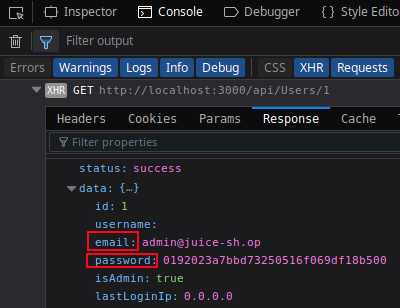 Inspector Console Debugger Style Edito
Filter output
Errors Warnings Logs Info Debug CSS XHR Requests
XHR GET http://localhost:3000/api/Users/1
Headers Cookies Params Response Cache
Filter properties
status: success
data: {…}
id: 1
username:
email: admin@juice-sh.op
password: 0192023a7bbd73250516f069df18b500
isAdmin: true
lastLoginIp: 0.0.0.0